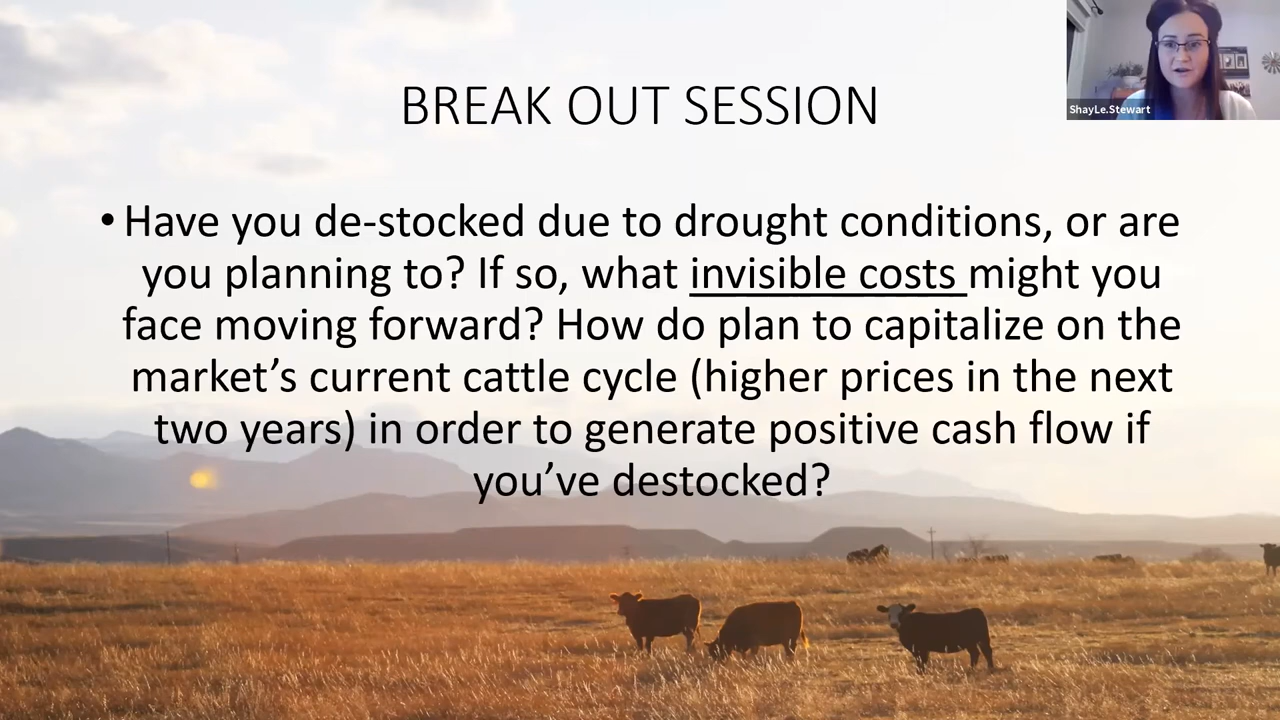 BREAK OUT SESSION
ShayLe.Stewart
• Have you de-stocked due to drought conditions, or are
you planning to? If so, what invisible costs might you
face moving forward? How do plan to capitalize on the
market’s current cattle cycle (higher prices in the next
two years) in order to generate positive cash flow if
you’ve destocked?